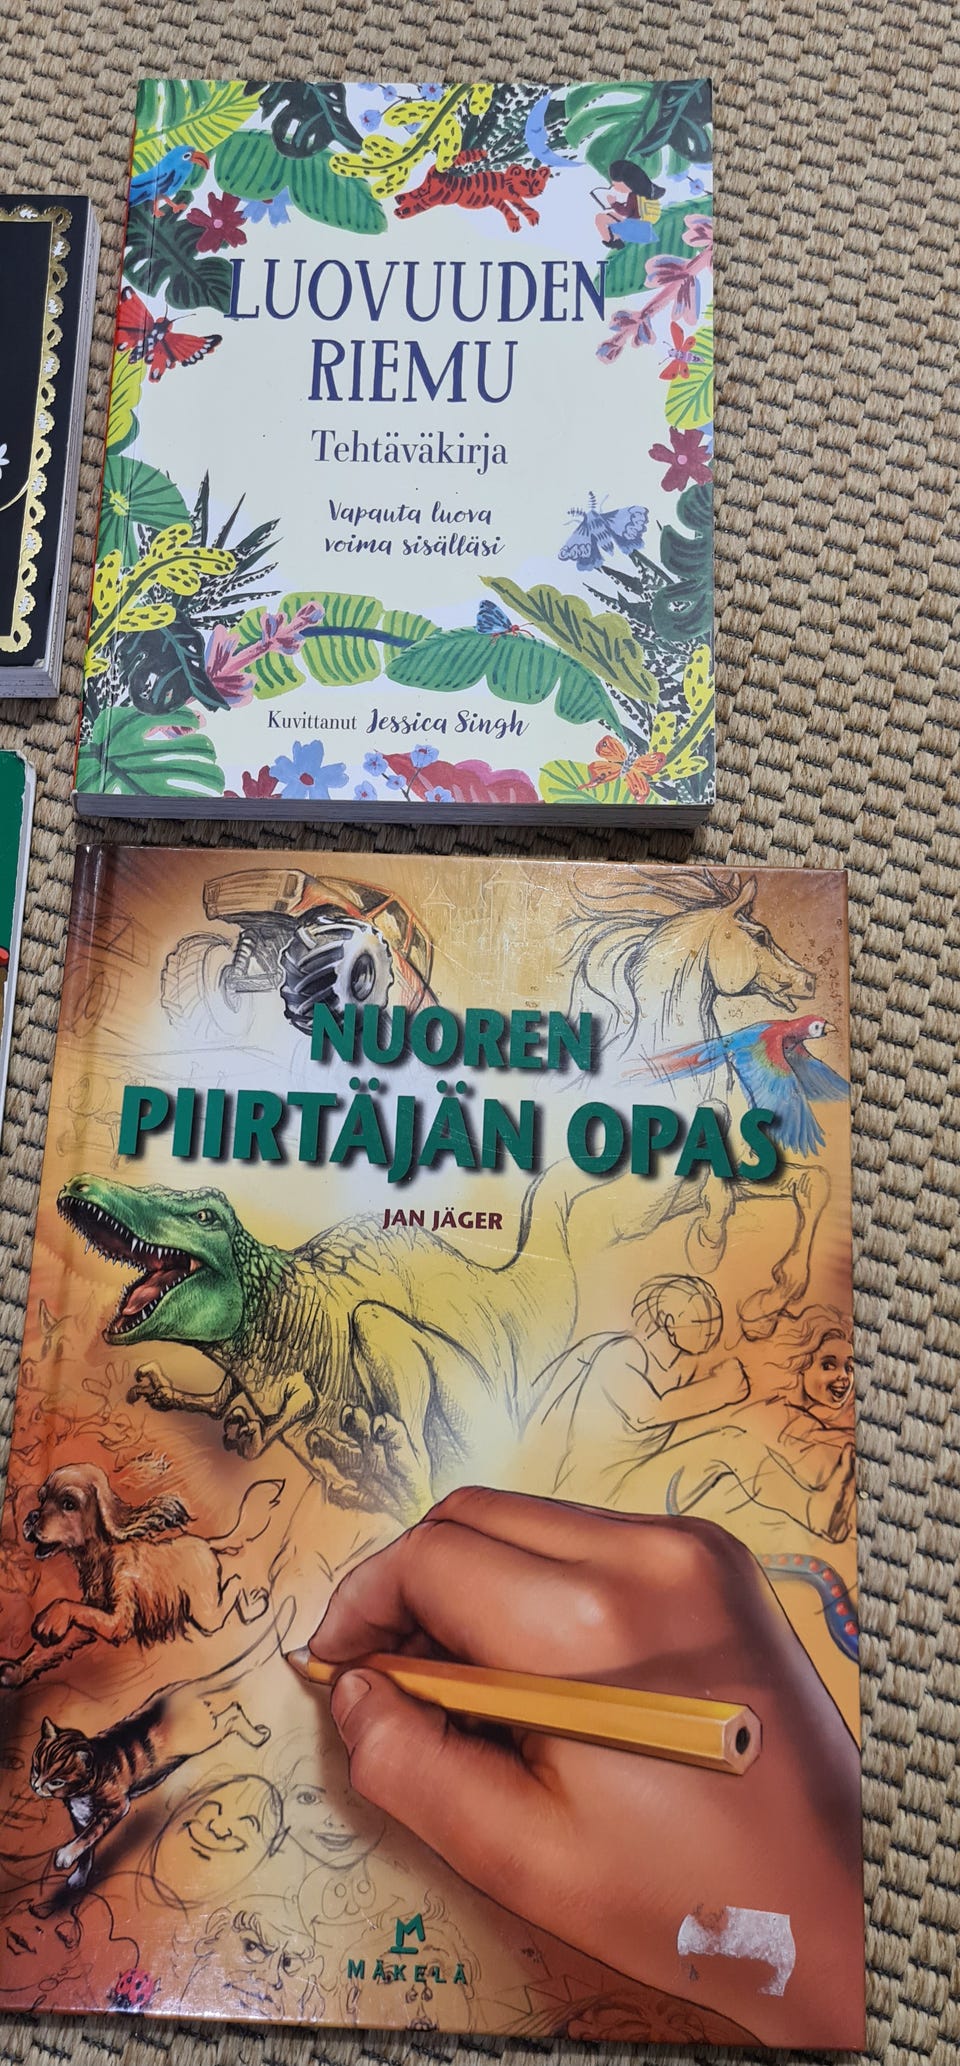 LUOVUUDEN
RIEMU
Tehtäväkirja
Vapauta luova
voima sisälläsi
Kuvittanut Jessica Singh
NUOREN
PIIRTÄJÄN OPAS
JAN JÄGER
M
MÄKELÄ